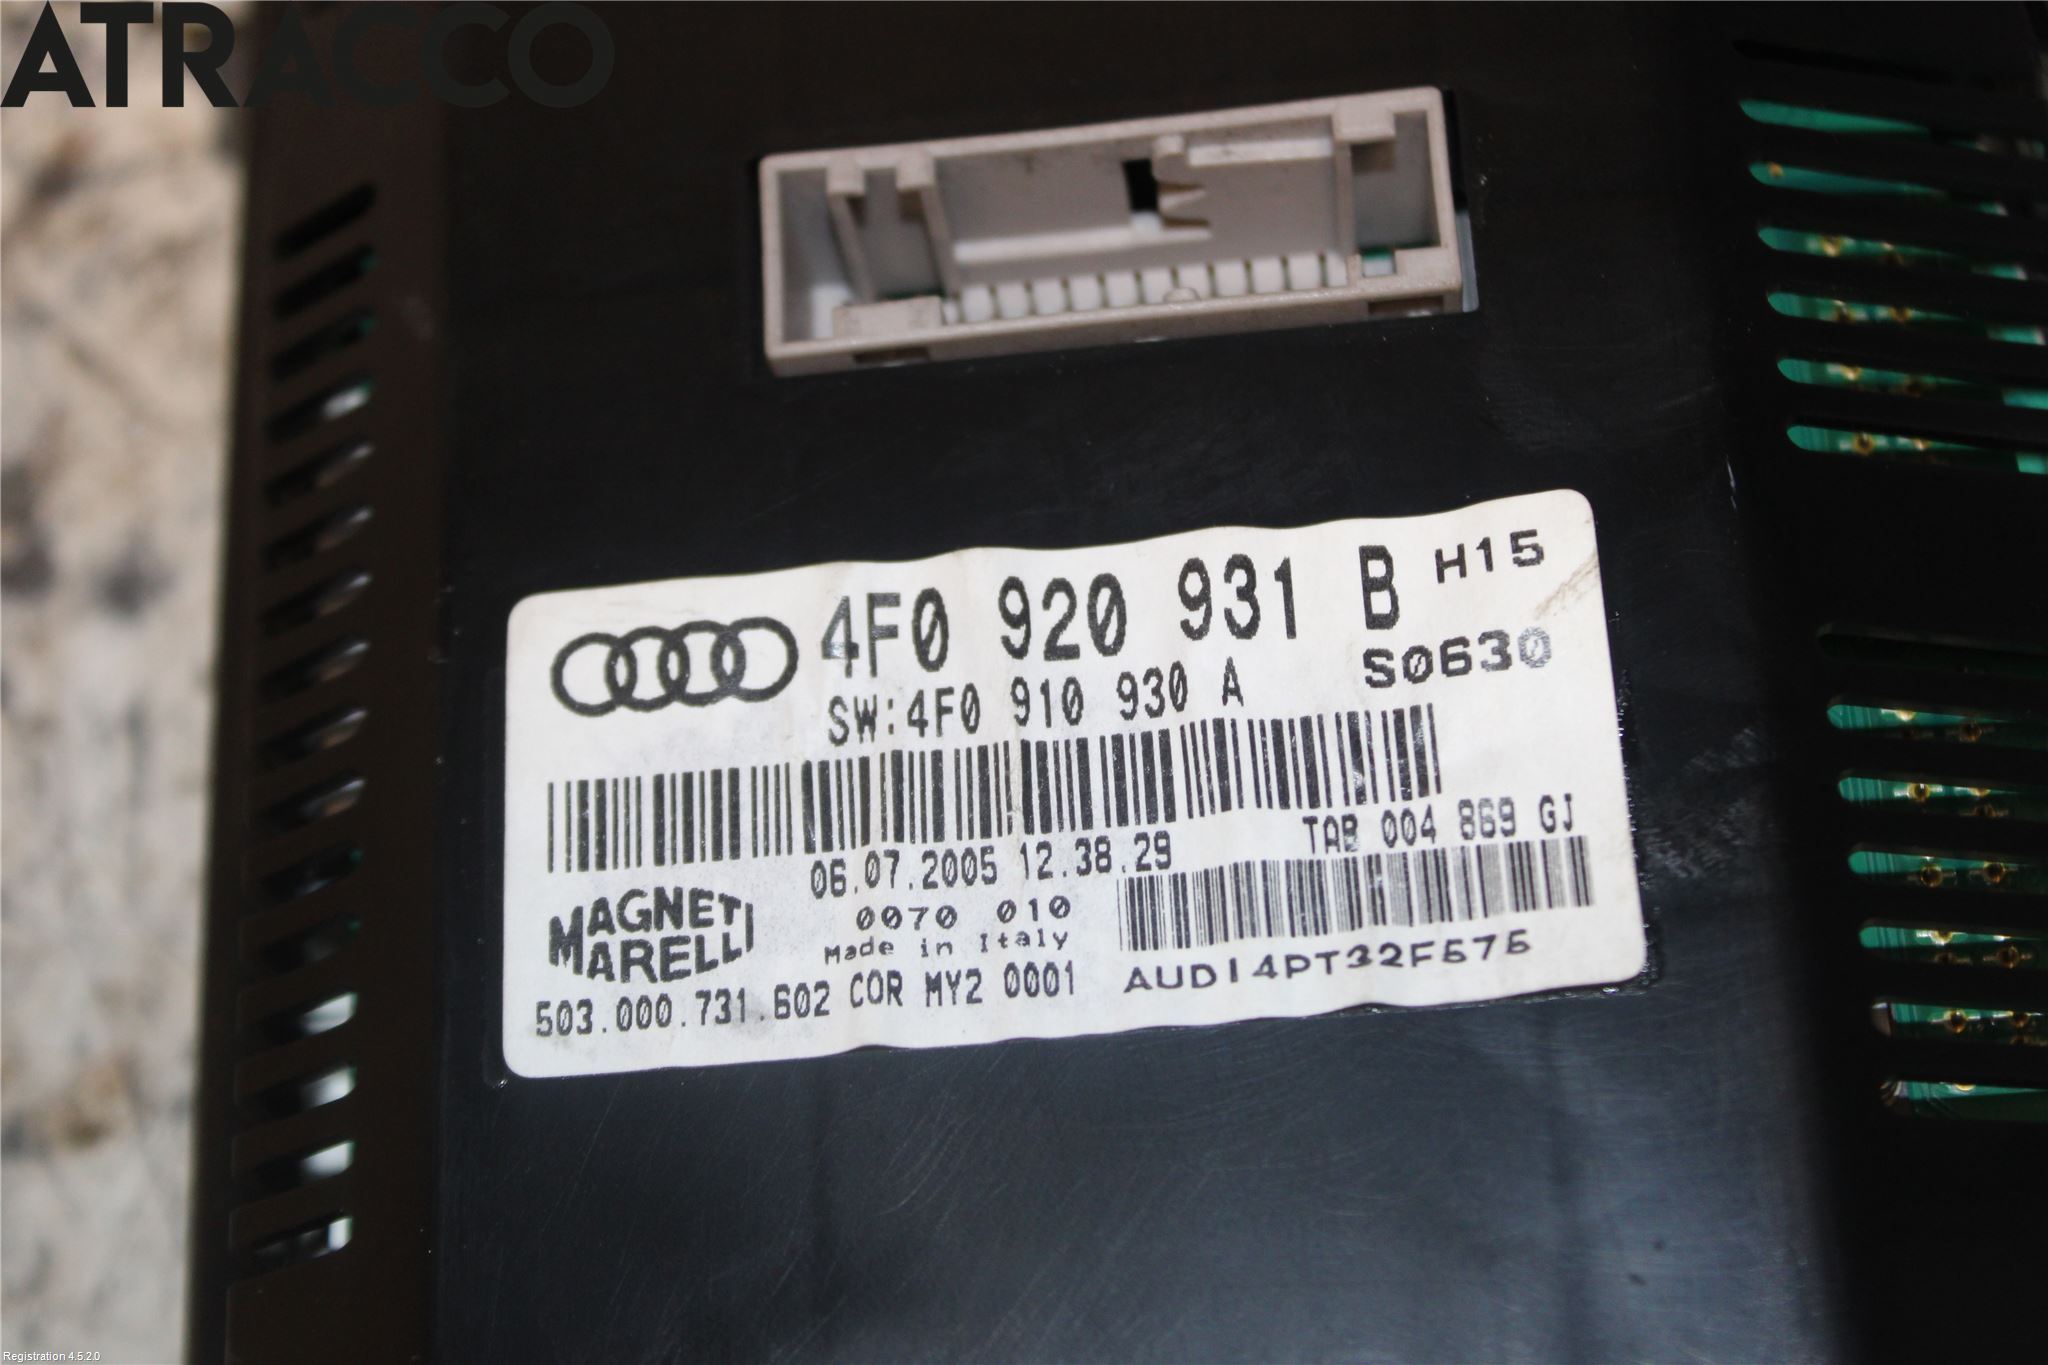 ATRACCO
4F0 920 931 B H15
SW:4F0 910 930 A S0630
06.07.2005 12.38.29 TAB 004 869 GJ
MAGNETI
MARELLI
0070 010
Made in Italy
503.000.731.602 COR MY2 0001
AUDI4PT32F575
Registration 4.5.2.0